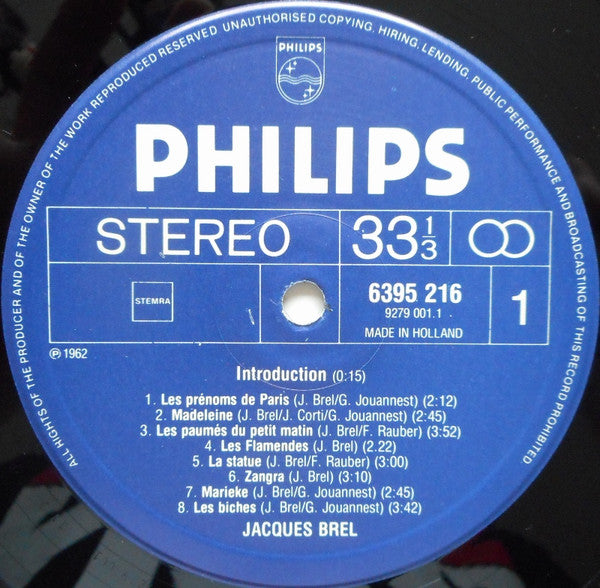 ALL RIGHTS OF THE PRODUCER AND OF THE OWNER OF THE WORK REPRODUCED RESERVED UNAUTHORISED COPYING, HIRING, LENDING, PUBLIC PERFORMANCE AND BROADCASTING OF THIS RECORD PROHIBITED
PHILIPS
PHILIPS
STEREO 33 1/3
STEMRA
6395 216
9279 001.1
MADE IN HOLLAND
1
℗ 1962
Introduction (0:15)
1. Les prénoms de Paris (J. Brel/G. Jouannest) (2:12)
2. Madeleine (J. Brel/J. Corti/G. Jouannest) (2:45)
3. Les paumés du petit matin (J. Brel/F. Rauber) (3:52)
4. Les Flamendes (J. Brel) (2.22)
5. La statue (J. Brel/F. Rauber) (3:00)
6. Zangra (J. Brel) (3:10)
7. Marieke (J. Brel/G. Jouannest) (2:45)
8. Les biches (J. Brel/G. Jouannest) (3:42)
JACQUES BREL